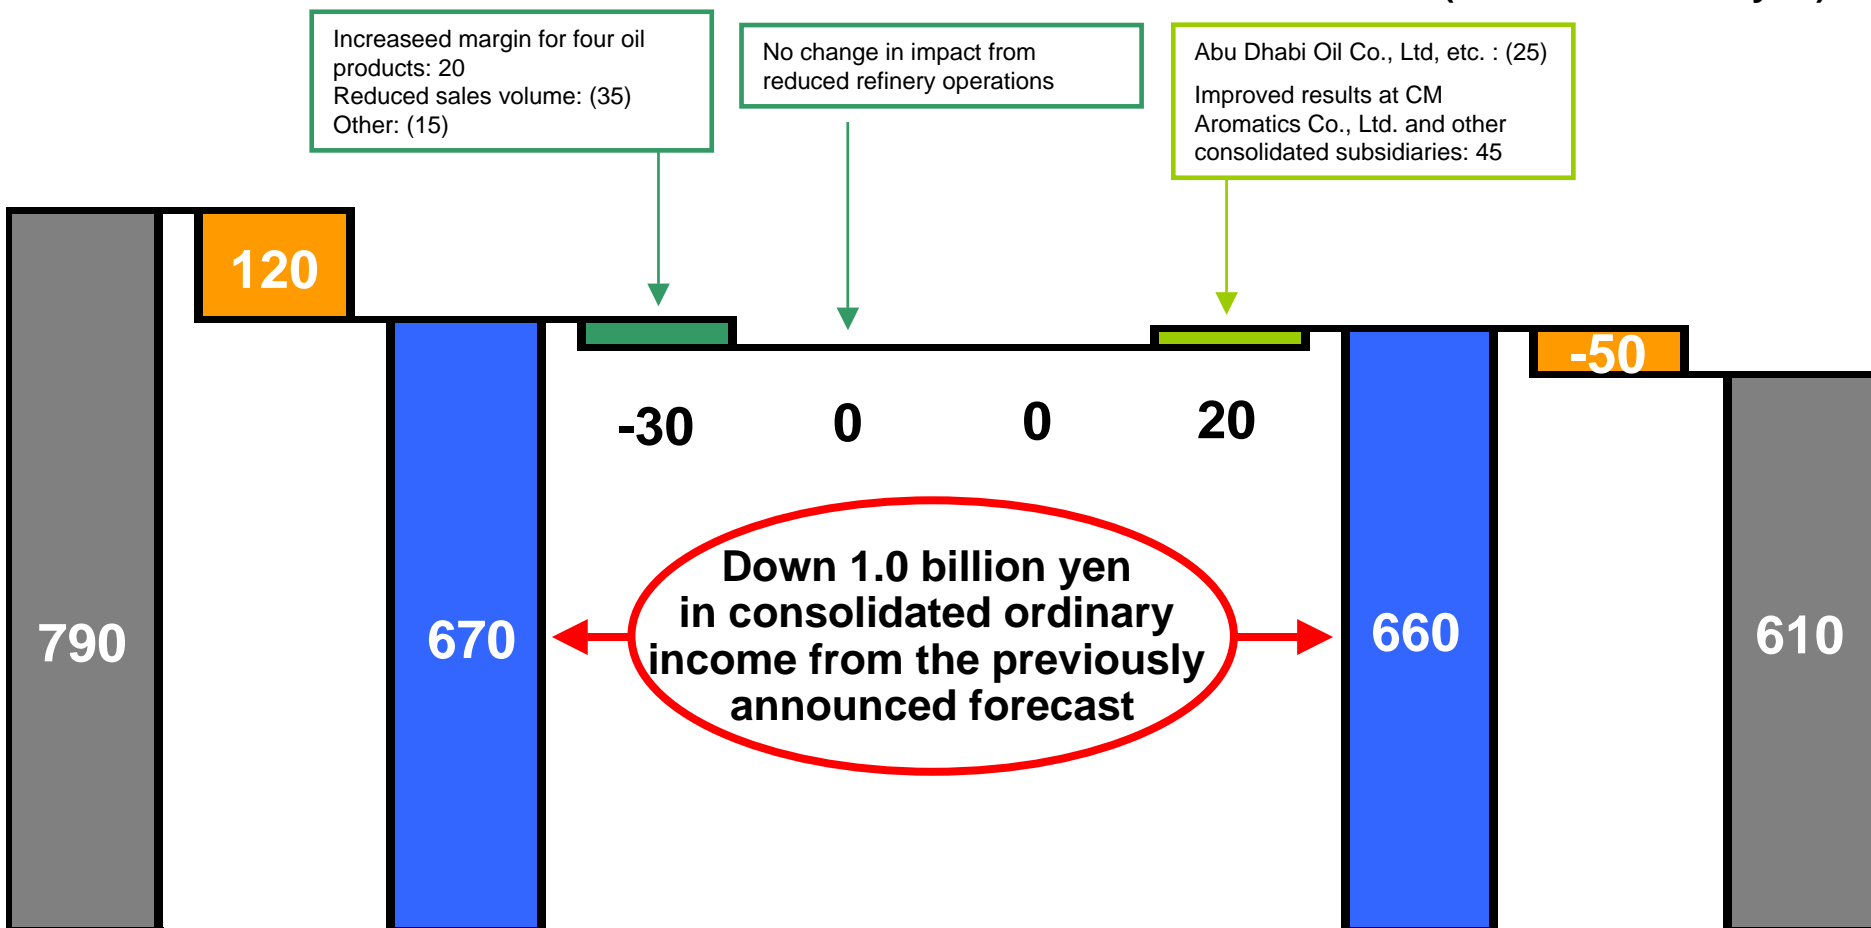 Increaseed margin for four oil
products: 20
Reduced sales volume: (35)
Other: (15)
No change in impact from
reduced refinery operations
Abu Dhabi Oil Co., Ltd, etc. : (25)
Improved results at CM
Aromatics Co., Ltd. and other
consolidated subsidiaries: 45
120
-50
-30
0
0
20
Down 1.0 billion yen
in consolidated ordinary
income from the previously
announced forecast
790
670
660
610